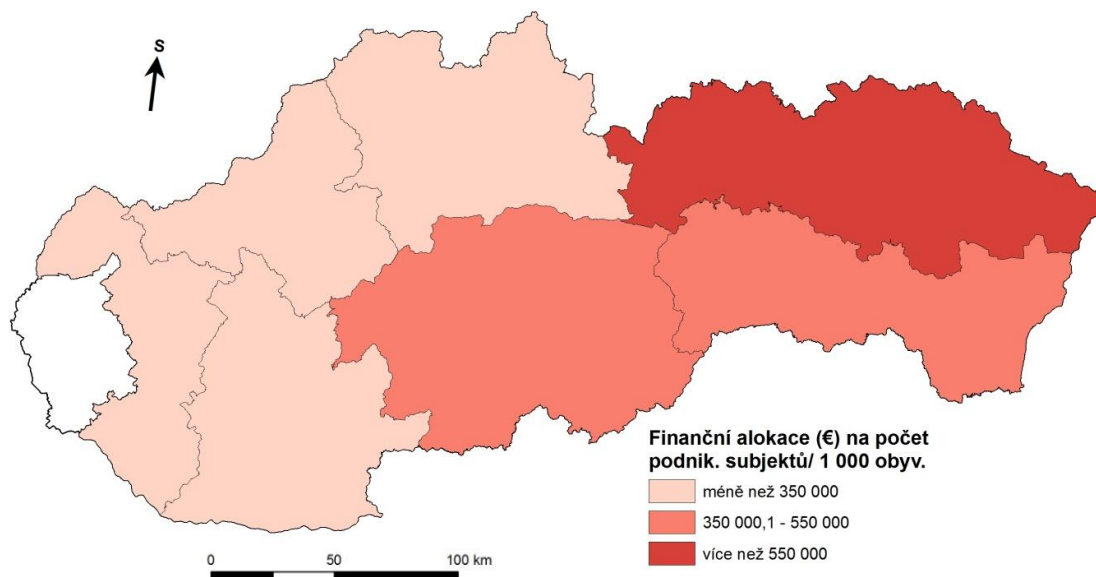 S
Finanční alokace (€) na počet
podnik. subjektů/ 1 000 obyv.
méně než 350 000
350 000,1 - 550 000
více než 550 000
0 50 100 km